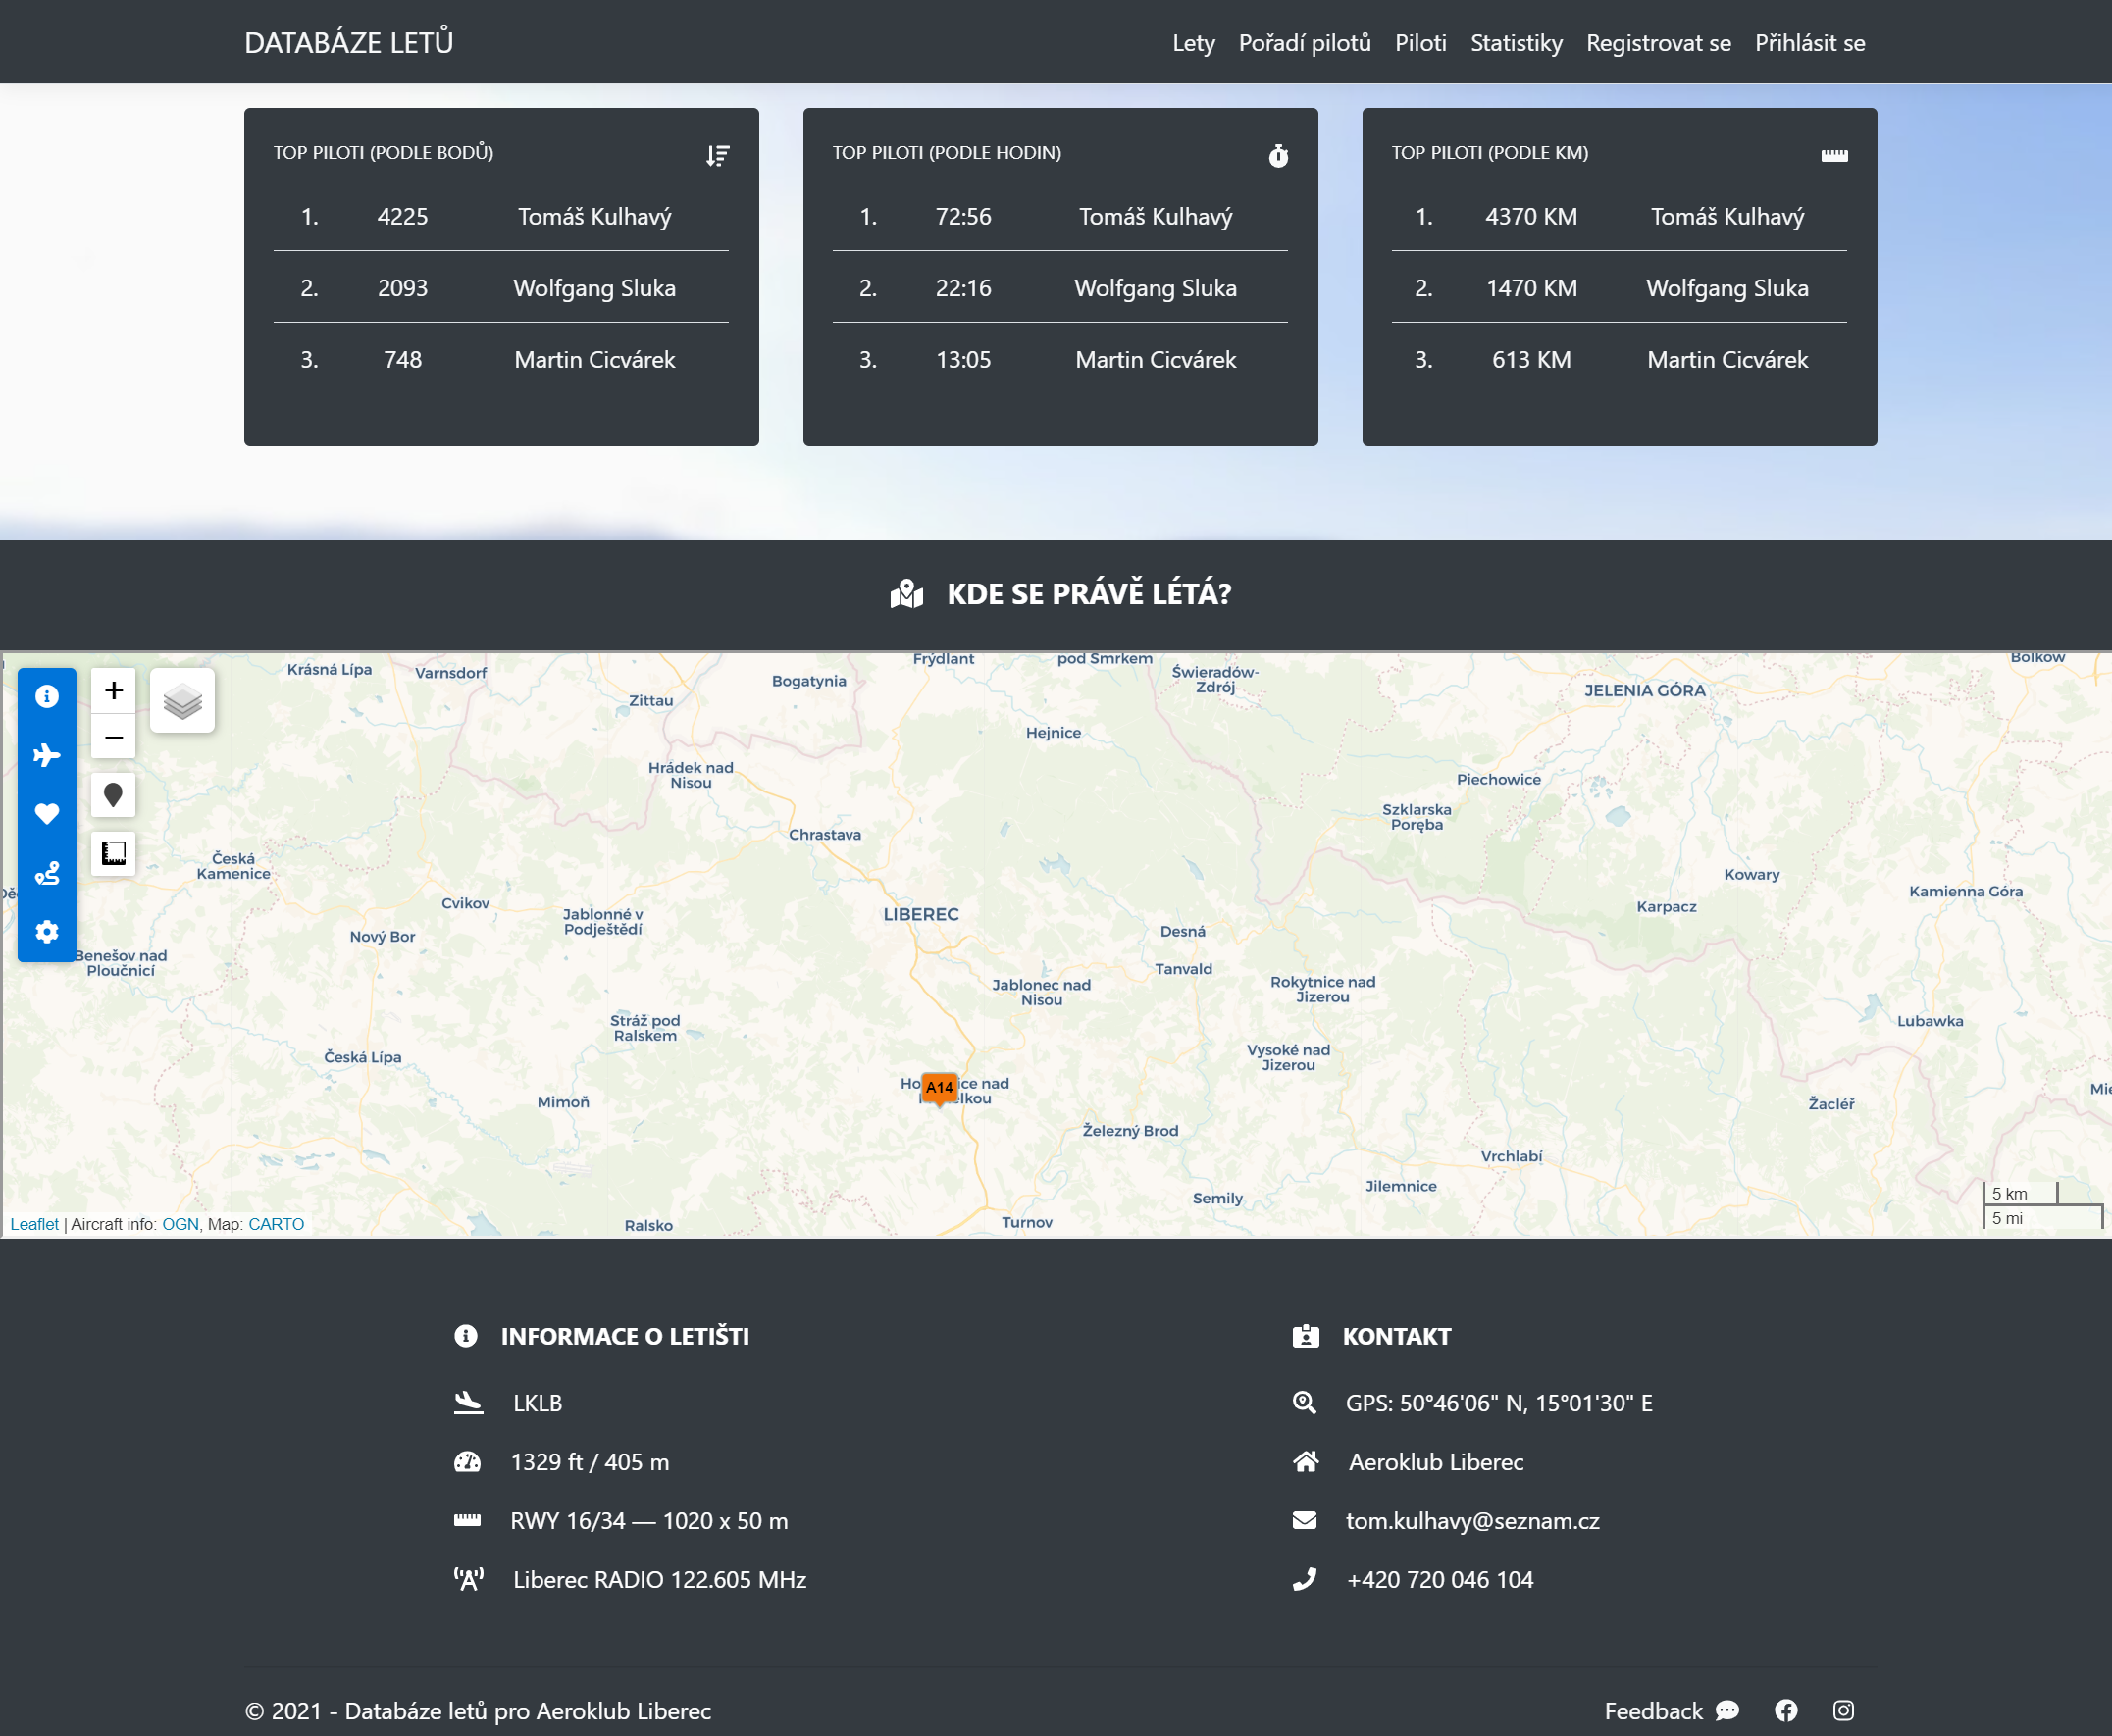 DATABÁZE LETŮ
Lety Pořadí pilotů Piloti Statistiky Registrovat se Přihlásit se
TOP PILOTI (PODLE BODŮ)
1. 4225 Tomáš Kulhavý
2. 2093 Wolfgang Sluka
3. 748 Martin Cicvárek
TOP PILOTI (PODLE HODIN)
1. 72:56 Tomáš Kulhavý
2. 22:16 Wolfgang Sluka
3. 13:05 Martin Cicvárek
TOP PILOTI (PODLE KM)
1. 4370 KM Tomáš Kulhavý
2. 1470 KM Wolfgang Sluka
3. 613 KM Martin Cicvárek
KDE SE PRÁVĚ LÉTÁ?
Krásná Lípa
Varnsdorf
Zittau
Bogatynia
Frýdlant
pod Smrkem
Świeradów-
Zdrój
JELENIA GÓRA
Bolków
Hejnice
Hrádek nad
Nisou
Piechowice
Szklarska
Poręba
Chrastava
Česká
Kamenice
Kowary
Kamienna Góra
Cvikov
Jablonné v
Podještědí
LIBEREC
Karpacz
Nový Bor
Desná
Benešov nad
Ploučnicí
Tanvald
Jablonec nad
Nisou
Rokytnice nad
Jizerou
Stráž pod
Ralskem
Lubawka
Česká Lípa
Vysoké nad
Jizerou
A14
Mimoň
Žacléř
Železný Brod
Vrchlabí
Jilemnice
Semily
Turnov
Ralsko
+
−
5 km
5 mi
Leaflet | Aircraft info: OGN, Map: CARTO
INFORMACE O LETIŠTI
LKLB
1329 ft / 405 m
RWY 16/34 — 1020 x 50 m
Liberec RADIO 122.605 MHz
KONTAKT
GPS: 50°46'06" N, 15°01'30" E
Aeroklub Liberec
tom.kulhavy@seznam.cz
+420 720 046 104
© 2021 - Databáze letů pro Aeroklub Liberec
Feedback